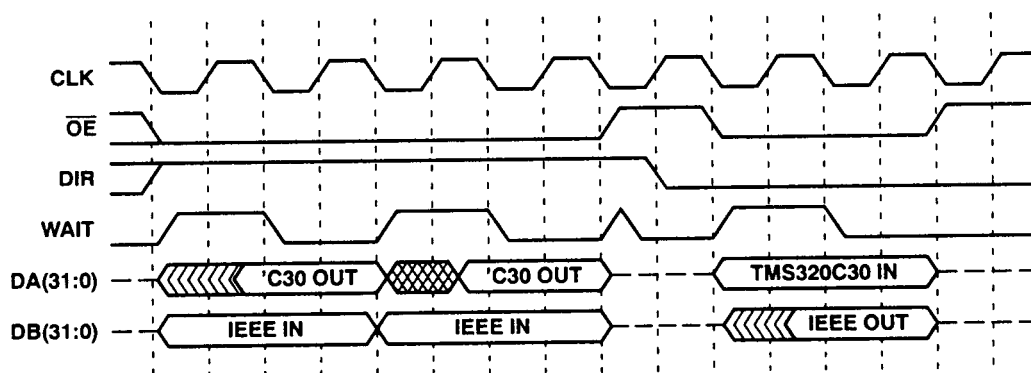 CLK
OE
DIR
WAIT
DA(31:0) 'C30 OUT 'C30 OUT TMS320C30 IN
DB(31:0) IEEE IN IEEE IN IEEE OUT